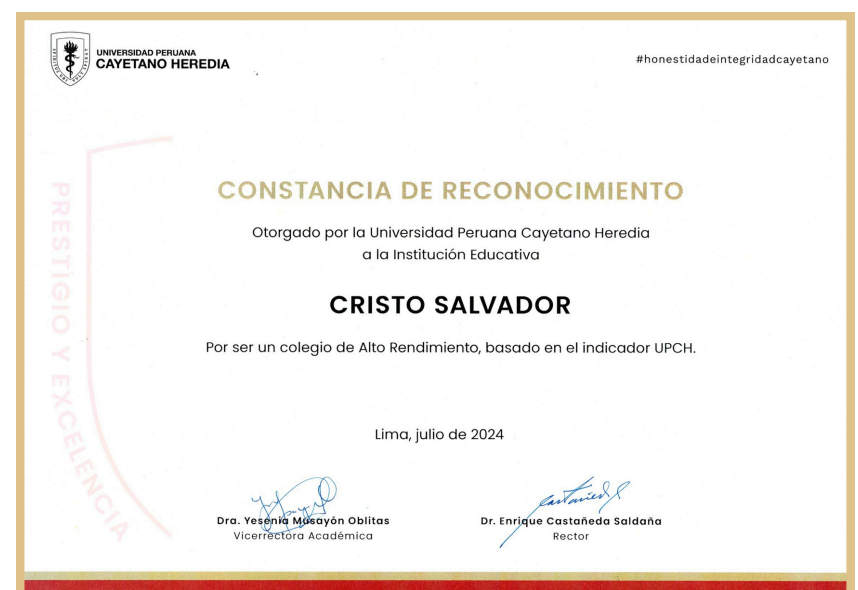 UNIVERSIDAD PERUANA
CAYETANO HEREDIA
#honestidadeintegridadcayetano
PRESTIGIO Y EXCELENCIA
CONSTANCIA DE RECONOCIMIENTO
Otorgado por la Universidad Peruana Cayetano Heredia
a la Institución Educativa
CRISTO SALVADOR
Por ser un colegio de Alto Rendimiento, basado en el indicador UPCH.
Lima, julio de 2024
Dra. Yesenia Musayón Oblitas
Vicerrectora Académica
Dr. Enrique Castañeda Saldaña
Rector